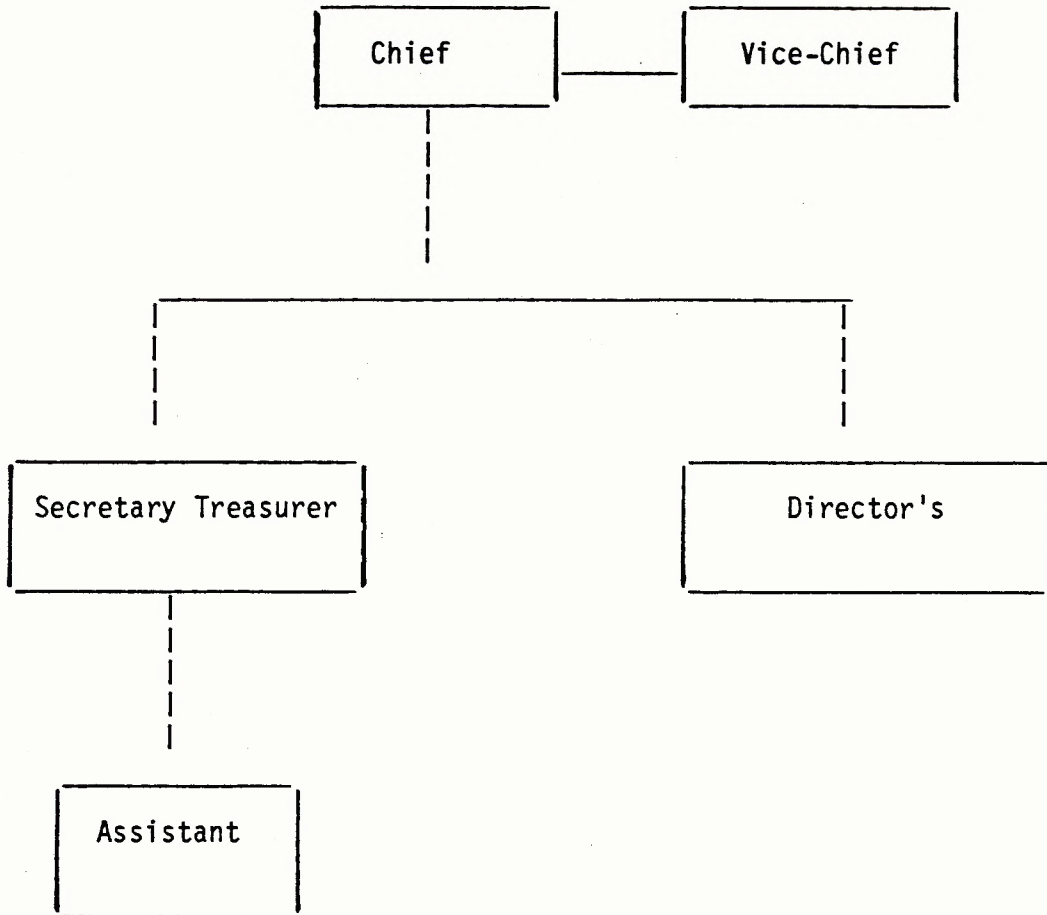 Chief
Vice-Chief
Secretary Treasurer
Director's
Assistant